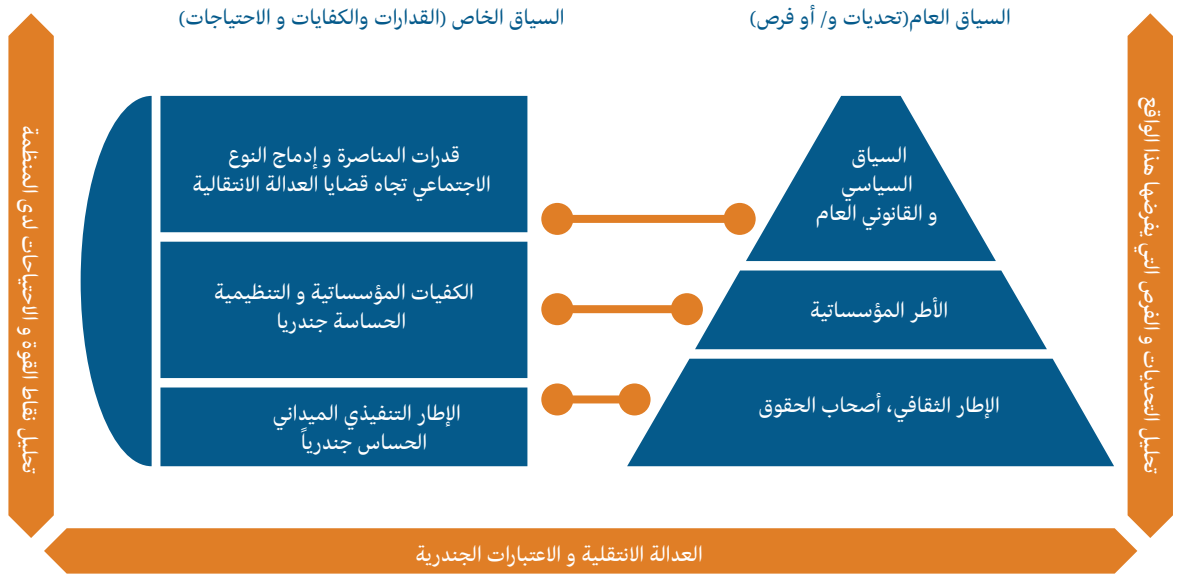 السياق العام(تحديات و/ أو فرص)
السياق الخاص (القدارات والكفايات و الاحتياجات)
تحليل التحديات و الفرص التي يفرضها هذا الواقع
السياق
السياسي
و القانوني العام
الأطر المؤسساتية
الإطار الثقافي، أصحاب الحقوق
قدرات المناصرة و إدماج النوع
الاجتماعي تجاه قضايا العدالة الانتقالية
الكفيات المؤسساتية و التنظيمية
الحساسة جندريا
الإطار التنفيذي الميداني
الحساس جندرياً
تحليل نقاط القوة و الاحتياجات لدى المنظمة
العدالة الانتقلية و الاعتبارات الجندرية